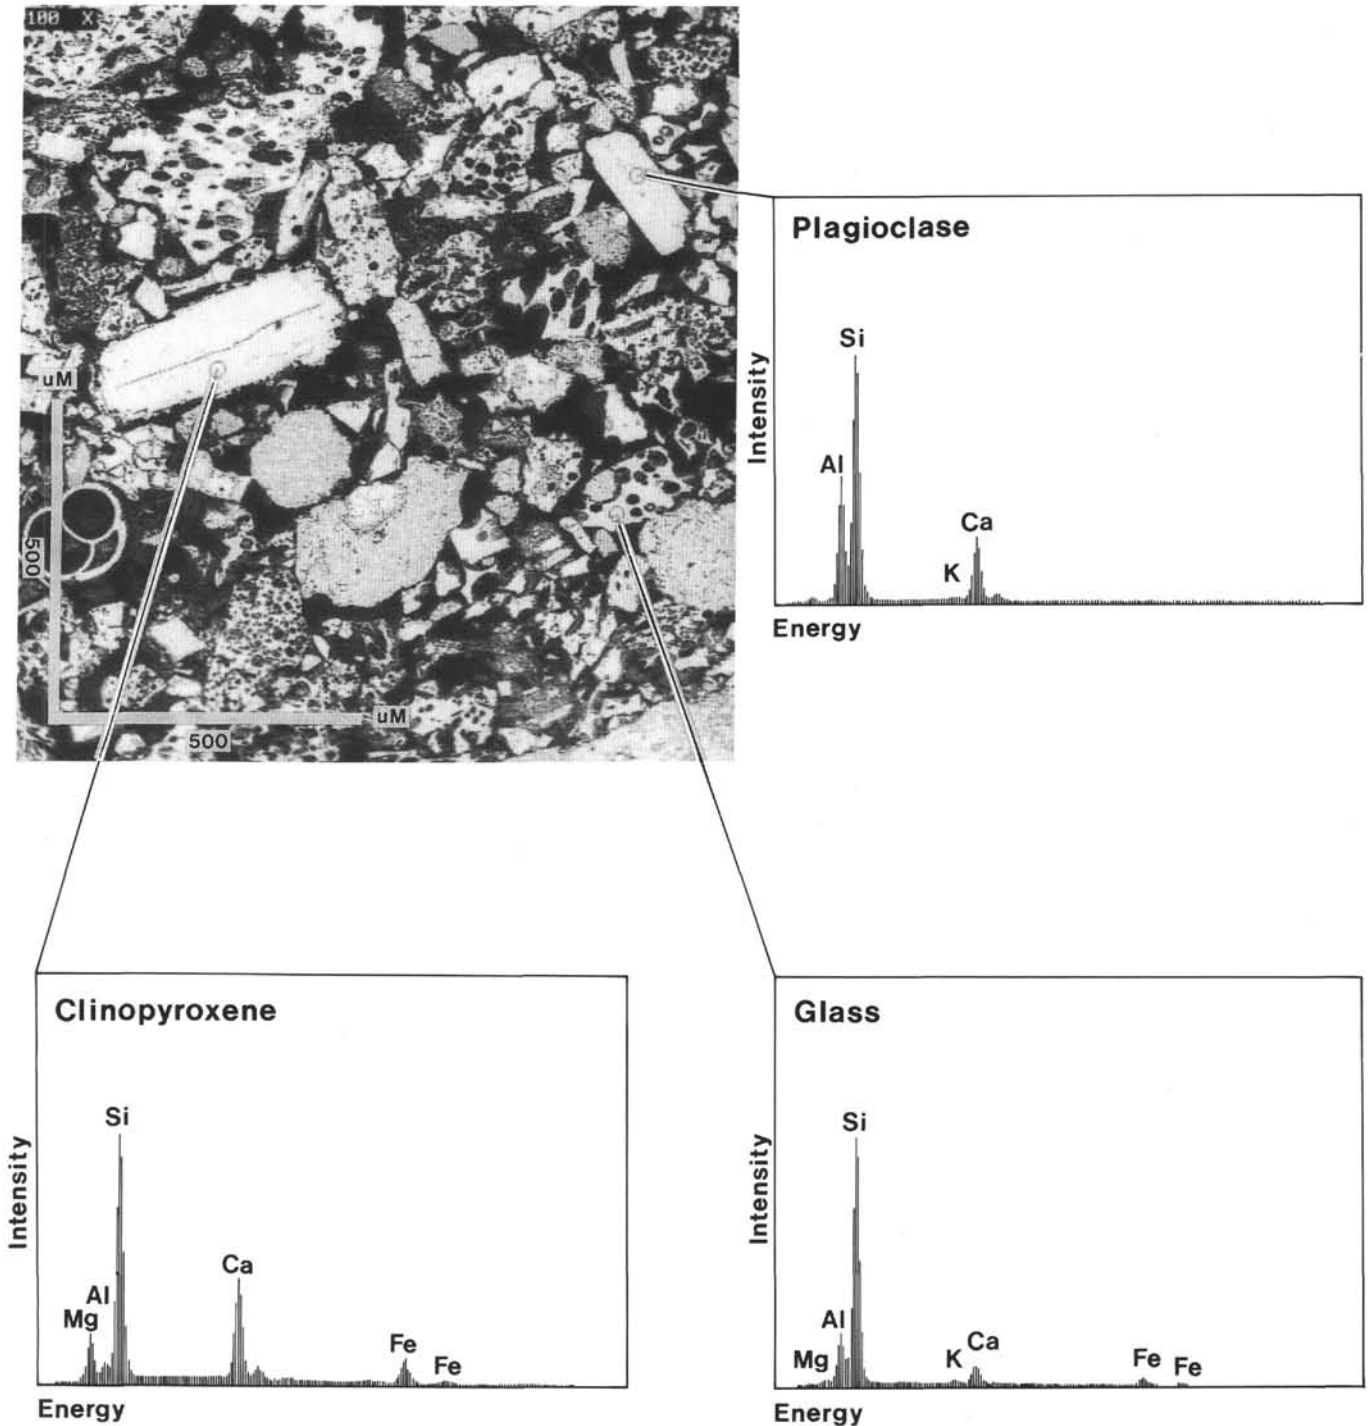 100 X
uM
500
500
uM
Plagioclase
Si
Al
K
Ca
Intensity
Energy
Clinopyroxene
Si
Al
Mg
Ca
Fe
Fe
Intensity
Energy
Glass
Si
Al
Mg
K
Ca
Fe
Fe
Intensity
Energy